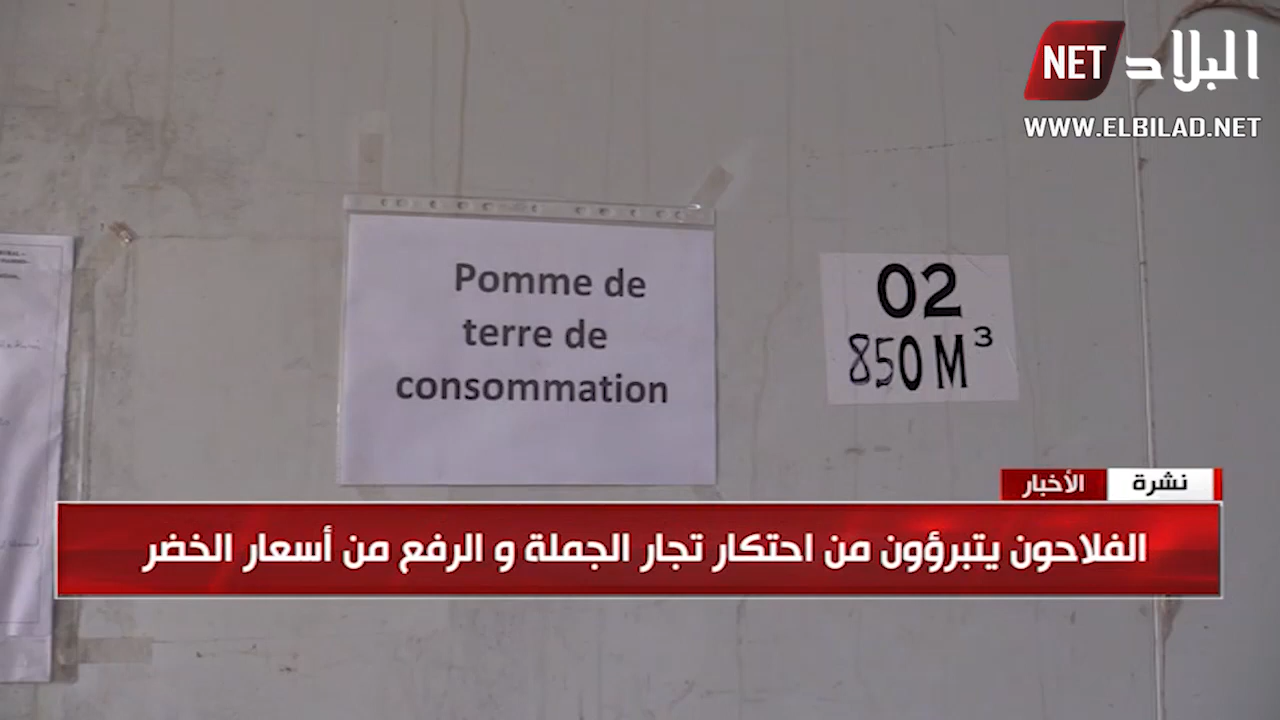 NET البلاد
WWW.ELBILAD.NET
Pomme de
terre de
consommation
02
850 M³
نشرة الأخبار
الفلاحون يتبرؤون من احتكار تجار الجملة و الرفع من أسعار الخضر